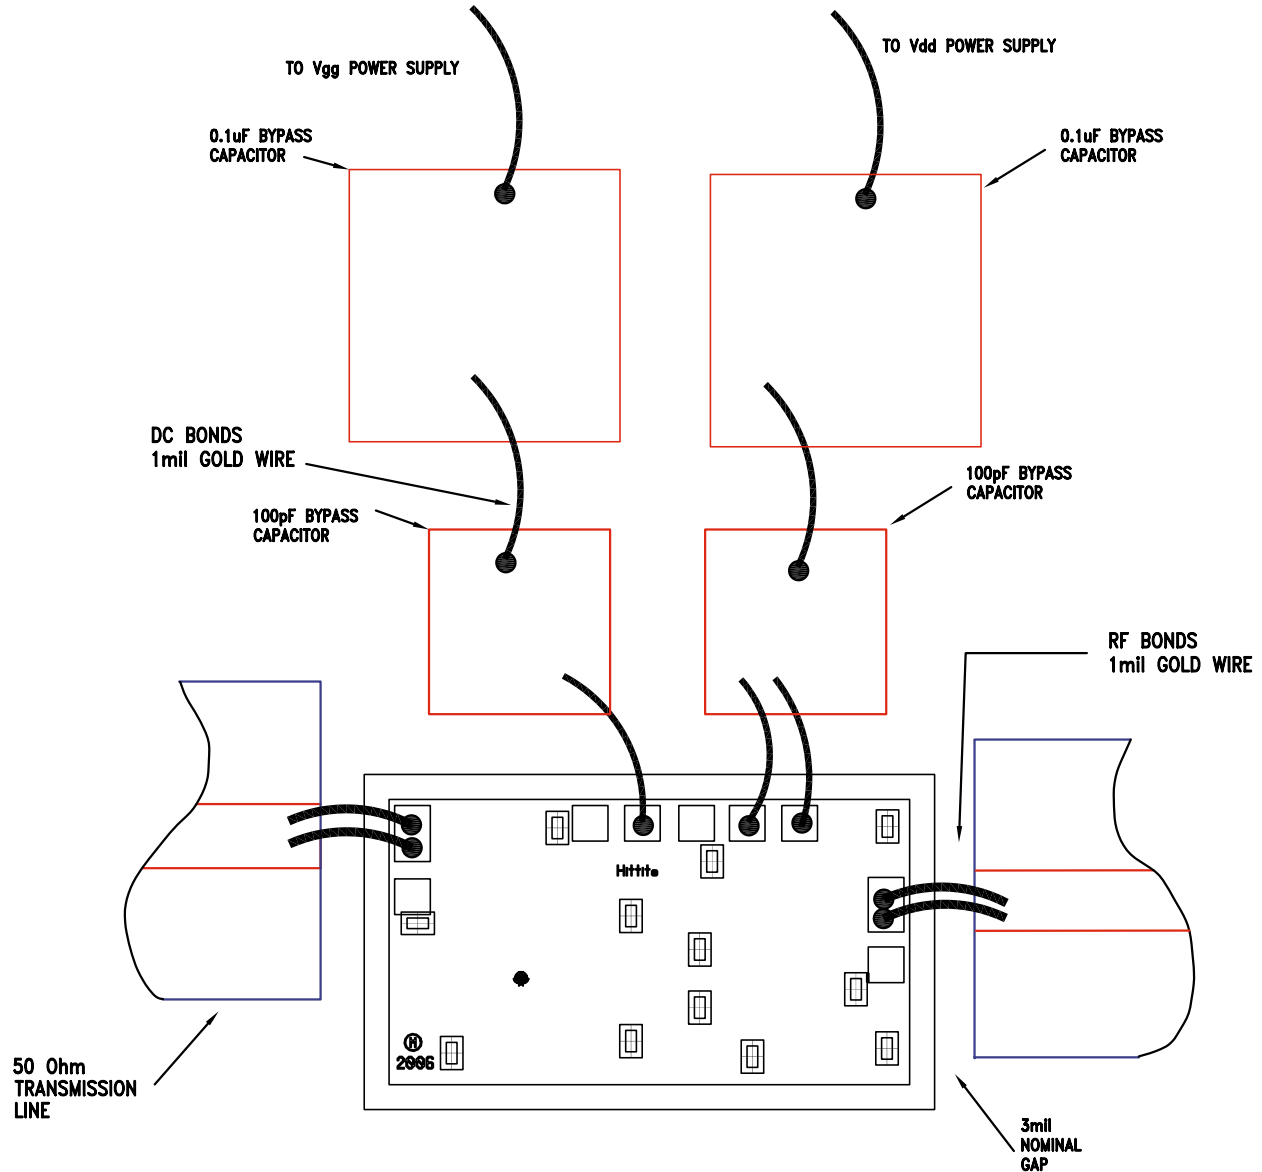 TO Vgg POWER SUPPLY
TO Vdd POWER SUPPLY
0.1uF BYPASS
CAPACITOR
0.1uF BYPASS
CAPACITOR
DC BONDS
1mil GOLD WIRE
100pF BYPASS
CAPACITOR
100pF BYPASS
CAPACITOR
RF BONDS
1mil GOLD WIRE
Hittite
H
2006
50 Ohm
TRANSMISSION
LINE
3mil
NOMINAL
GAP